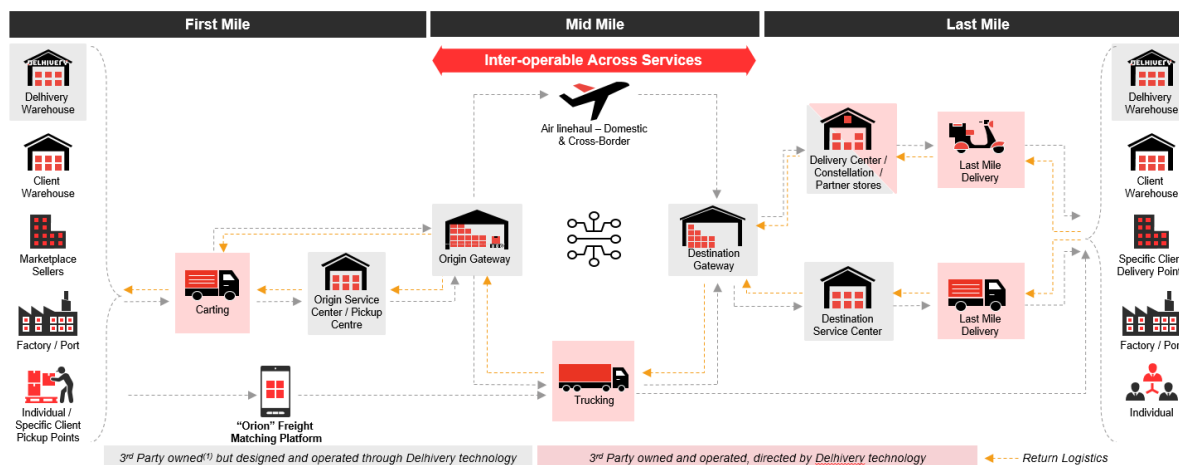 First Mile
Mid Mile
Last Mile
Inter-operable Across Services
DELHIVERY
Delhivery
Warehouse
Client
Warehouse
Marketplace
Sellers
Factory / Port
Individual /
Specific Client
Pickup Points
Carting
Origin Service
Center / Pickup
Centre
"Orion" Freight
Matching Platform
Origin Gateway
Air linehaul – Domestic
& Cross-Border
Trucking
Destination
Gateway
Delivery Center /
Constellation /
Partner stores
Last Mile
Delivery
Destination
Service Center
Last Mile
Delivery
DELHIVERY
Delhivery
Warehouse
Client
Warehouse
Specific Client
Delivery Point
Factory / Port
Individual
3rd Party owned(1) but designed and operated through Delhivery technology
3rd Party owned and operated, directed by Delhivery technology
Return Logistics